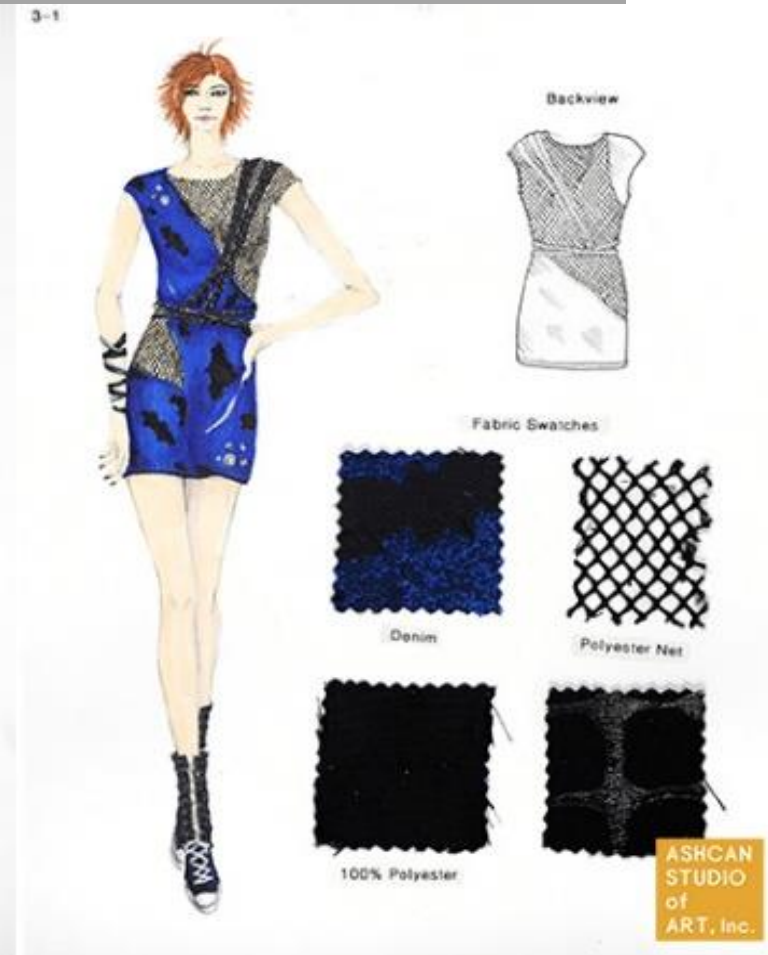 3-1
Backview
Fabric Swatches
Denim
Polyester Net
100% Polyester
ASHCAN
STUDIO
of
ART, Inc.